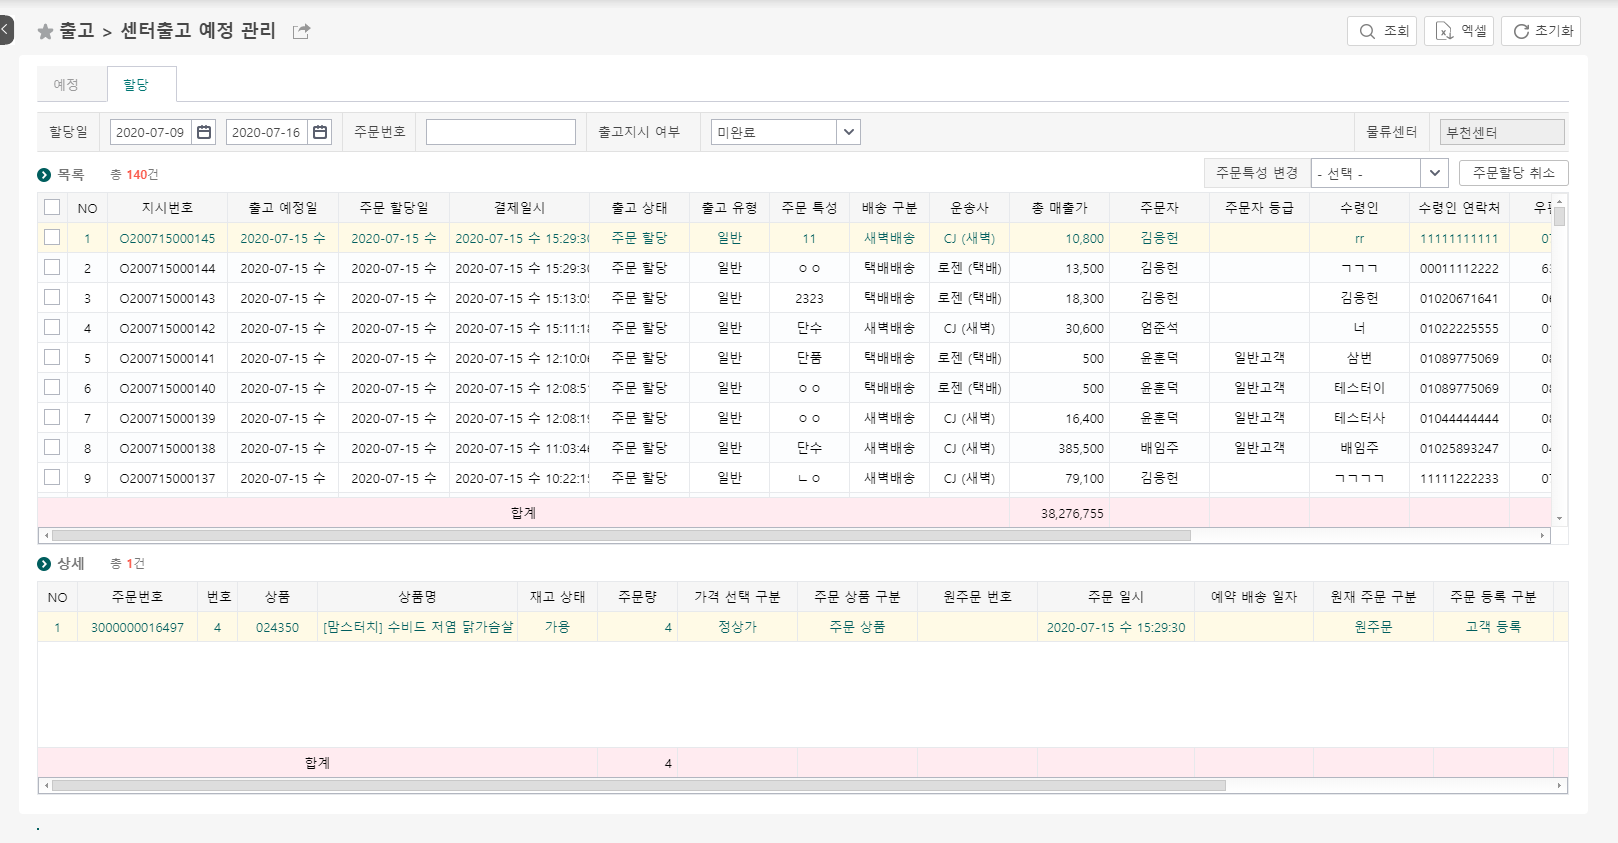 출고 > 센터출고 예정 관리
조회 엑셀 초기화
예정 할당
할당일 2020-07-09 2020-07-16 주문번호 출고지시 여부 미완료 물류센터 부천센터
목록 총 140건 주문특성 변경 - 선택 - 주문할당 취소
NO 지시번호 출고 예정일 주문 할당일 결제일시 출고 상태 출고 유형 주문 특성 배송 구분 운송사 총 매출가 주문자 주문자 등급 수령인 수령인 연락처
1 O200715000145 2020-07-15 수 2020-07-15 수 2020-07-15 수 15:29:30 주문 할당 일반 11 새벽배송 CJ (새벽) 10,800 김응헌 rr 11111111111 07
2 O200715000144 2020-07-15 수 2020-07-15 수 2020-07-15 수 15:29:30 주문 할당 일반 ㅇㅇ 택배배송 로젠 (택배) 13,500 김응헌 ㄱㄱㄱ 00011112222 63
3 O200715000143 2020-07-15 수 2020-07-15 수 2020-07-15 수 15:13:05 주문 할당 일반 2323 택배배송 로젠 (택배) 18,300 김응헌 김응헌 01020671641 06
4 O200715000142 2020-07-15 수 2020-07-15 수 2020-07-15 수 15:11:18 주문 할당 일반 단수 새벽배송 CJ (새벽) 30,600 엄준석 너 01022225555
5 O200715000141 2020-07-15 수 2020-07-15 수 2020-07-15 수 12:10:06 주문 할당 일반 단품 택배배송 로젠 (택배) 500 윤훈덕 일반고객 삼번 01089775069 08
6 O200715000140 2020-07-15 수 2020-07-15 수 2020-07-15 수 12:08:51 주문 할당 일반 ㅇㅇ 택배배송 로젠 (택배) 500 윤훈덕 일반고객 테스터이 01089775069 08
7 O200715000139 2020-07-15 수 2020-07-15 수 2020-07-15 수 12:08:19 주문 할당 일반 ㅇㅇ 새벽배송 CJ (새벽) 16,400 윤훈덕 일반고객 테스터사 01044444444 08
8 O200715000138 2020-07-15 수 2020-07-15 수 2020-07-15 수 11:03:46 주문 할당 일반 단수 새벽배송 CJ (새벽) 385,500 배임주 일반고객 배임주 01025893247 04
9 O200715000137 2020-07-15 수 2020-07-15 수 2020-07-15 수 10:22:15 주문 할당 일반 ㄴㅇ 새벽배송 CJ (새벽) 79,100 김응헌 ㄱㄱㄱㄱ 11111222233 07
합계 38,276,755
상세 총 1건
NO 주문번호 번호 상품 상품명 재고 상태 주문량 가격 선택 구분 주문 상품 구분 원주문 번호 주문 일시 예약 배송 일자 원재 주문 구분 주문 등록 구분
1 3000000016497 4 024350 [맘스터치] 수비드 저염 닭가슴살 가용 4 정상가 주문 상품 2020-07-15 수 15:29:30 원주문 고객 등록
합계 4